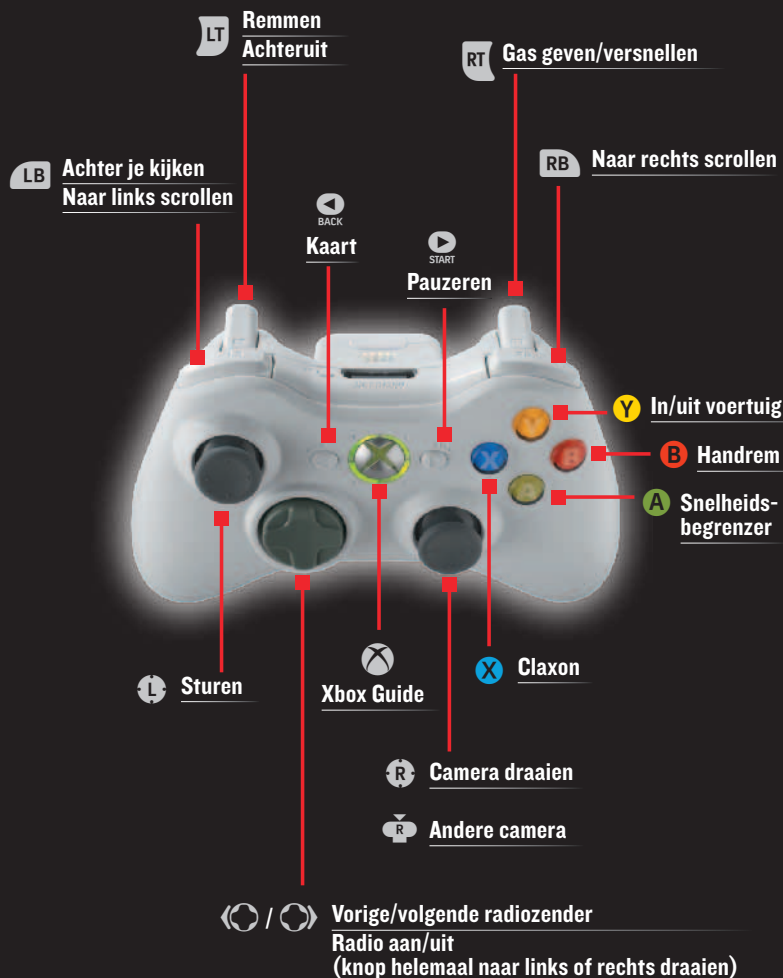 LT
Remmen
Achteruit
RT
Gas geven/versnellen
LB
Achter je kijken
Naar links scrollen
RB
Naar rechts scrollen
BACK
Kaart
START
Pauzeren
Y
In/uit voertuig
B
Handrem
A
Snelheids-
begrenzer
Y
X
B
A
L
Sturen
Xbox Guide
X
Claxon
R
Camera draaien
R
Andere camera
/
Vorige/volgende radiozender
Radio aan/uit
(knop helemaal naar links of rechts draaien)